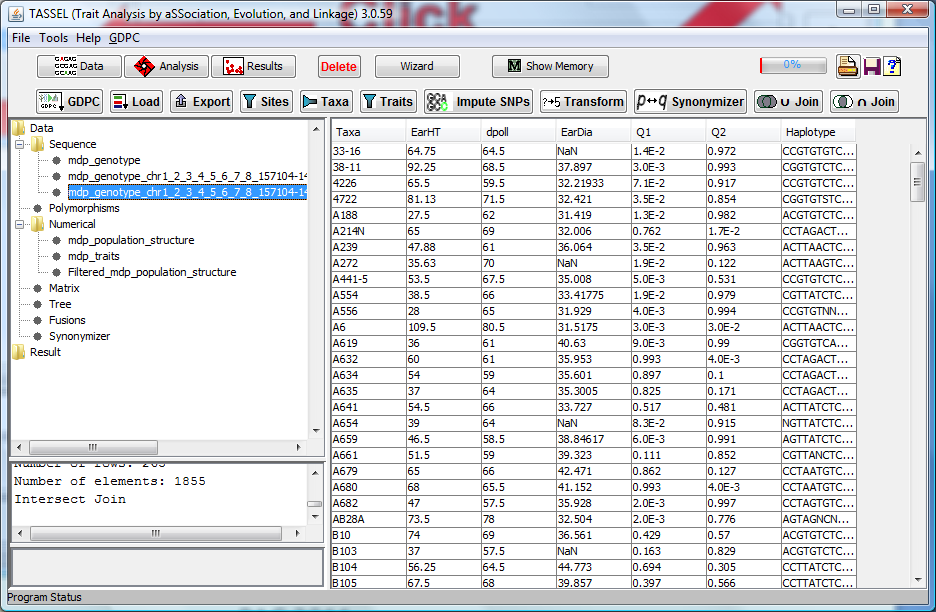 TASSEL (Trait Analysis by aSSociation, Evolution, and Linkage) 3.0.59
File Tools Help GDPC
Data Analysis Results Delete Wizard Show Memory 0%
GDPC Load Export Sites Taxa Traits Impute SNPs Transform Synonymizer ∪ Join ∩ Join
Data
Sequence
mdp_genotype
mdp_genotype_chr1_2_3_4_5_6_7_8_157104-14
mdp_genotype_chr1_2_3_4_5_6_7_8_157104-14
Polymorphisms
Numerical
mdp_population_structure
mdp_traits
Filtered_mdp_population_structure
Matrix
Tree
Fusions
Synonymizer
Result
Number of rows: 265
Number of elements: 1855
Intersect Join
Taxa EarHT dpoll EarDia Q1 Q2 Haplotype
33-16 64.75 64.5 NaN 1.4E-2 0.972 CCGTGTGTC...
38-11 92.25 68.5 37.897 3.0E-3 0.993 CGGTGTCTC...
4226 65.5 59.5 32.21933 7.1E-2 0.917 CCGTGTCTC...
4722 81.13 71.5 32.421 3.5E-2 0.854 CGGTGTSTC...
A188 27.5 62 31.419 1.3E-2 0.982 ACGTGTCTC...
A214N 65 69 32.006 0.762 1.7E-2 CCTAGACT...
A239 47.88 61 36.064 3.5E-2 0.963 ACTTAACTC...
A272 35.63 70 NaN 1.9E-2 0.122 ACTTAAGTC...
A441-5 53.5 67.5 35.008 5.0E-3 0.531 CCGTGTCTC...
A554 38.5 66 33.41775 1.9E-2 0.979 CGTTATCTC...
A556 28 65 31.929 4.0E-3 0.994 CCGTGTNN...
A6 109.5 80.5 31.5175 3.0E-3 3.0E-2 ACTTAACTC...
A619 36 61 40.63 9.0E-3 0.99 CGGTGTCA...
A632 60 61 35.953 0.993 4.0E-3 CCTAGACT...
A634 54 59 35.601 0.897 0.1 CCTAGACT...
A635 37 64 35.3005 0.825 0.171 CCTAGACT...
A641 54.5 66 33.727 0.517 0.481 ACTTATCTC...
A654 39 64 NaN 8.3E-2 0.915 NGTTATCTC...
A659 46.5 58.5 38.84617 6.0E-3 0.991 AGTTATCTC...
A661 51.5 59 39.323 0.111 0.852 CGTTANCTC...
A679 65 66 42.471 0.862 0.127 CCTAATGTC...
A680 68 65.5 41.152 0.993 4.0E-3 CCTAATGTC...
A682 47 57.5 35.928 2.0E-3 0.997 CCTAGTGTC...
AB28A 73.5 78 32.504 2.0E-3 0.776 AGTAGNCN...
B10 74 69 36.561 0.429 0.57 ACGTGTCTC...
B103 37 57.5 NaN 0.163 0.829 ACGTGTCTC...
B104 56.25 64.5 44.773 0.694 0.305 CCTTATCTC...
B105 67.5 68 39.857 0.397 0.566 CCTTATCTC...
Program Status